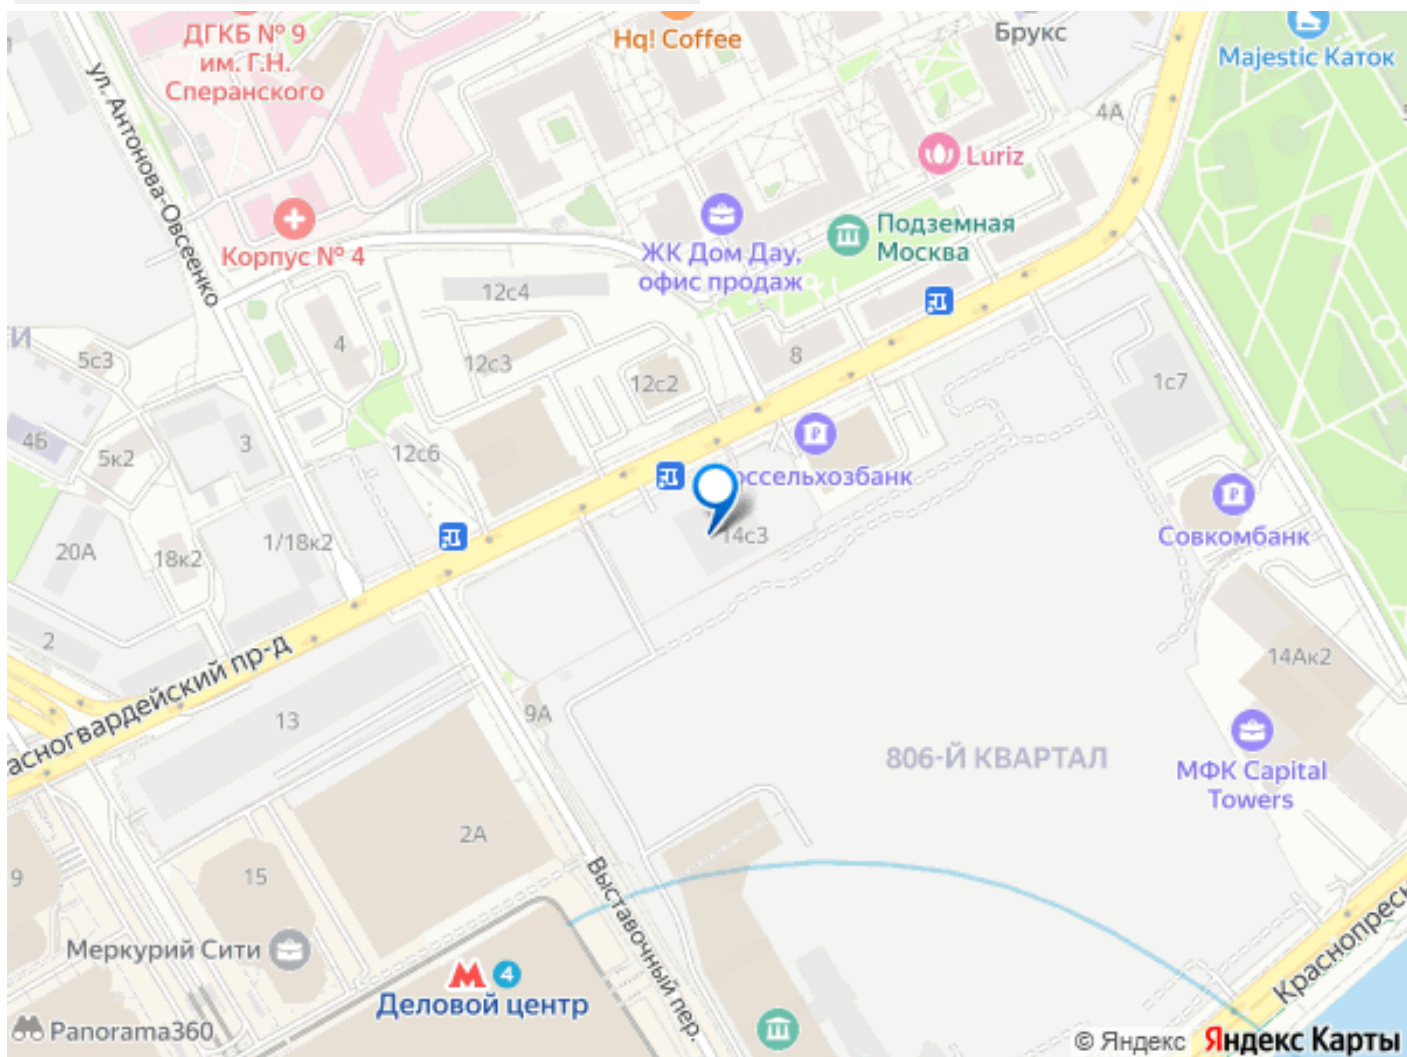 ДГКБ № 9
им. Г.Н.
Сперанского
Hq! Coffee
Брукс
Majestic Каток
4А
ул. Антонова-Овсеенко
Luriz
Корпус № 4
Подземная
Москва
ЖК Дом Дау,
офис продаж
12с4
4
5с3
12с3
12с2
8
1с7
4Б
5к2
3
12с6
оссельхозбанк
Совкомбанк
14с3
20А
18к2
1/18к2
2
асногвардейский пр-д
14Ак2
13
9А
806-Й КВАРТАЛ
МФК Capital
Towers
2А
15
9
Выставочный пер.
Меркурий Сити
4
Деловой центр
Panorama360
Краснопресн
© Яндекс Яндекс Карты